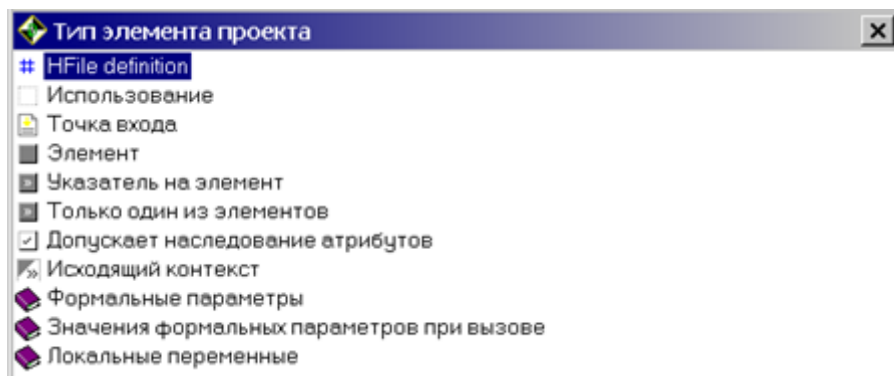 Тип элемента проекта
HFile definition
Использование
Точка входа
Элемент
Указатель на элемент
Только один из элементов
Допускает наследование атрибутов
Исходящий контекст
Формальные параметры
Значения формальных параметров при вызове
Локальные переменные